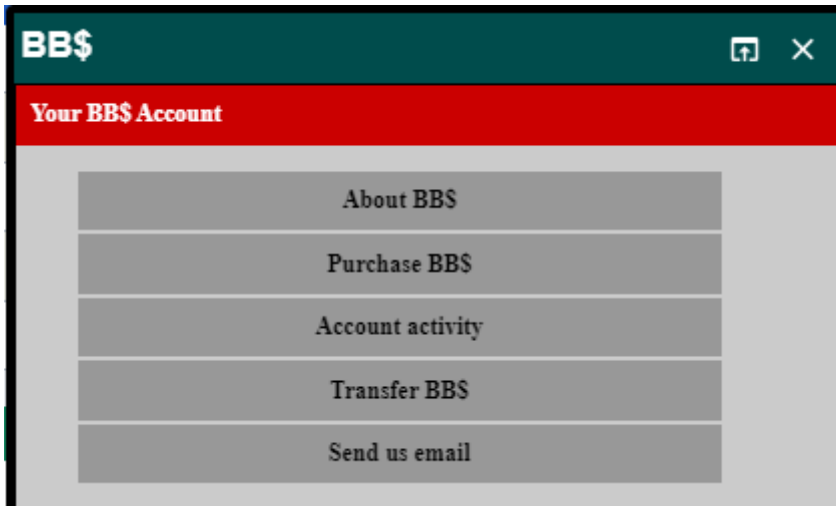 BB$
Your BB$ Account
About BB$
Purchase BB$
Account activity
Transfer BB$
Send us email